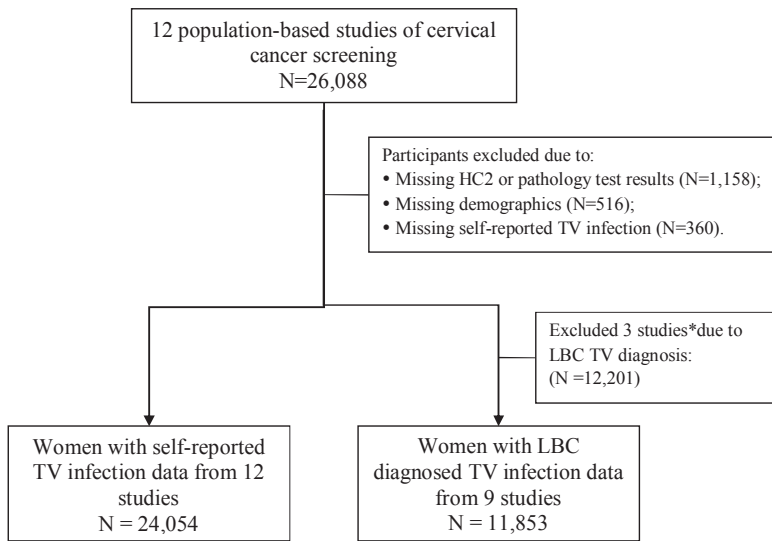 12 population-based studies of cervical
cancer screening
N=26,088
Participants excluded due to:
• Missing HC2 or pathology test results (N=1,158);
• Missing demographics (N=516);
• Missing self-reported TV infection (N=360).
Excluded 3 studies*due to
LBC TV diagnosis:
(N =12,201)
Women with self-reported
TV infection data from 12
studies
N = 24,054
Women with LBC
diagnosed TV infection data
from 9 studies
N = 11,853